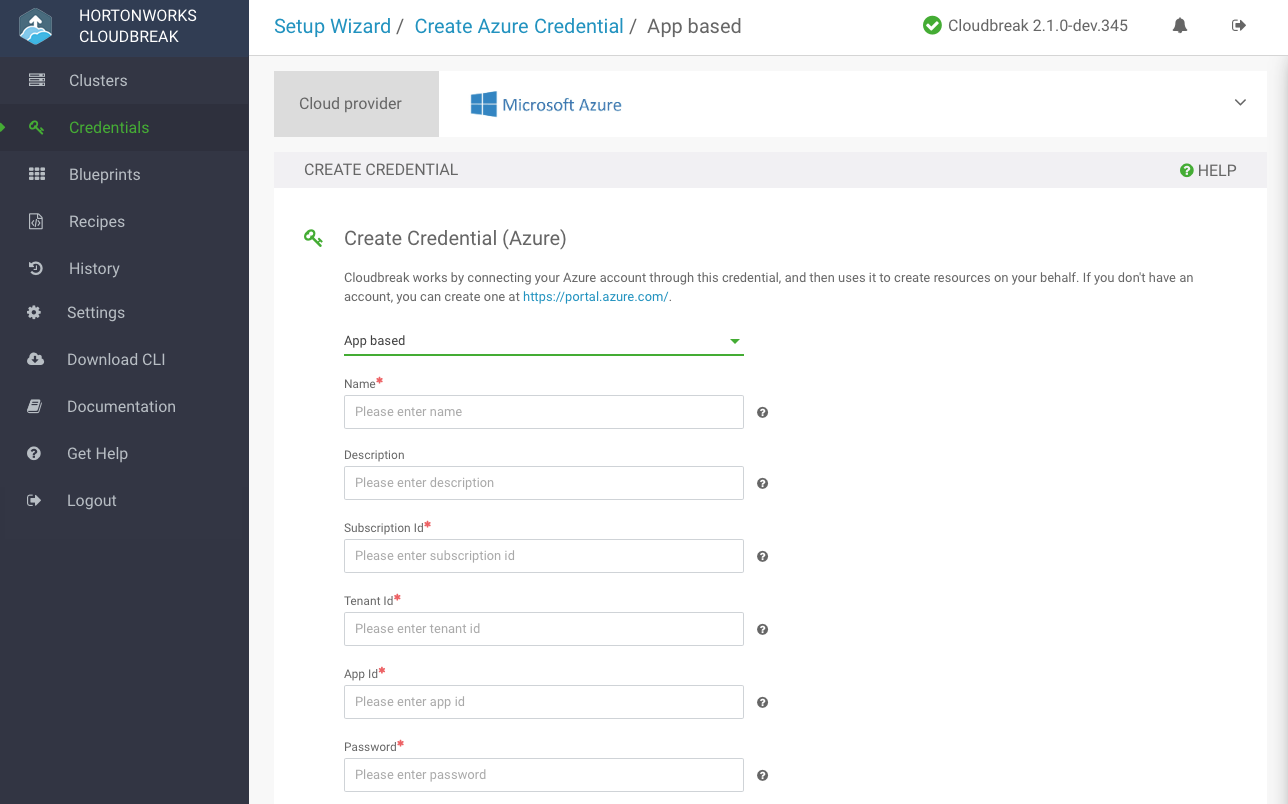 HORTONWORKS
CLOUDBREAK
Clusters
Credentials
Blueprints
Recipes
History
Settings
Download CLI
Documentation
Get Help
Logout
Setup Wizard / Create Azure Credential / App based
Cloudbreak 2.1.0-dev.345
Cloud provider
Microsoft Azure
CREATE CREDENTIAL
HELP
Create Credential (Azure)
Cloudbreak works by connecting your Azure account through this credential, and then uses it to create resources on your behalf. If you don't have an
account, you can create one at https://portal.azure.com/.
App based
Name*
Please enter name
Description
Please enter description
Subscription Id*
Please enter subscription id
Tenant Id*
Please enter tenant id
App Id*
Please enter app id
Password*
Please enter password